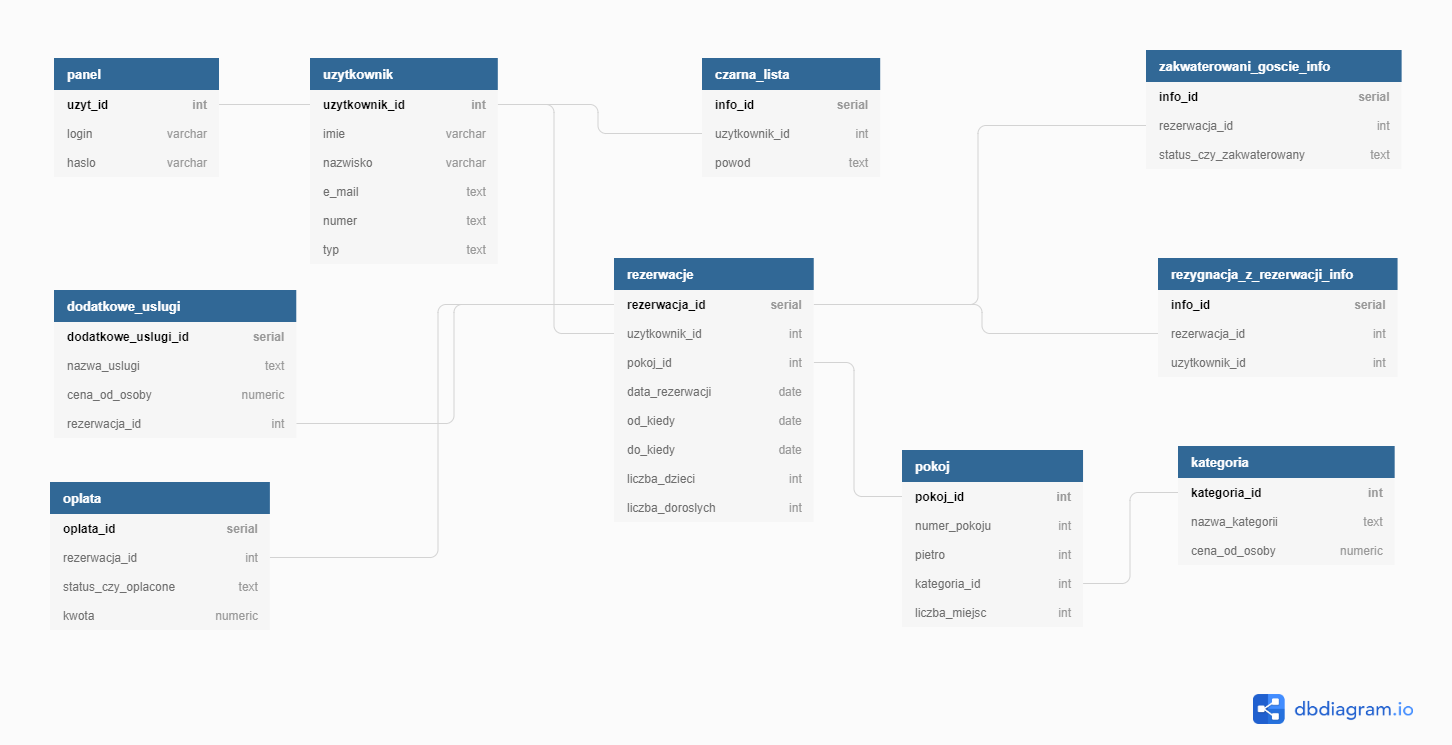 panel
uzyt_id int
login varchar
haslo varchar
uzytkownik
uzytkownik_id int
imie varchar
nazwisko varchar
e_mail text
numer text
typ text
czarna_lista
info_id serial
uzytkownik_id int
powod text
zakwaterowani_goscie_info
info_id serial
rezerwacja_id int
status_czy_zakwaterowany text
dodatkowe_uslugi
dodatkowe_uslugi_id serial
nazwa_uslugi text
cena_od_osoby numeric
rezerwacja_id int
rezerwacje
rezerwacja_id serial
uzytkownik_id int
pokoj_id int
data_rezerwacji date
od_kiedy date
do_kiedy date
liczba_dzieci int
liczba_doroslych int
rezygnacja_z_rezerwacji_info
info_id serial
rezerwacja_id int
uzytkownik_id int
oplata
oplata_id serial
rezerwacja_id int
status_czy_oplacone text
kwota numeric
pokoj
pokoj_id int
numer_pokoju int
pietro int
kategoria_id int
liczba_miejsc int
kategoria
kategoria_id int
nazwa_kategorii text
cena_od_osoby numeric
dbdiagram.io